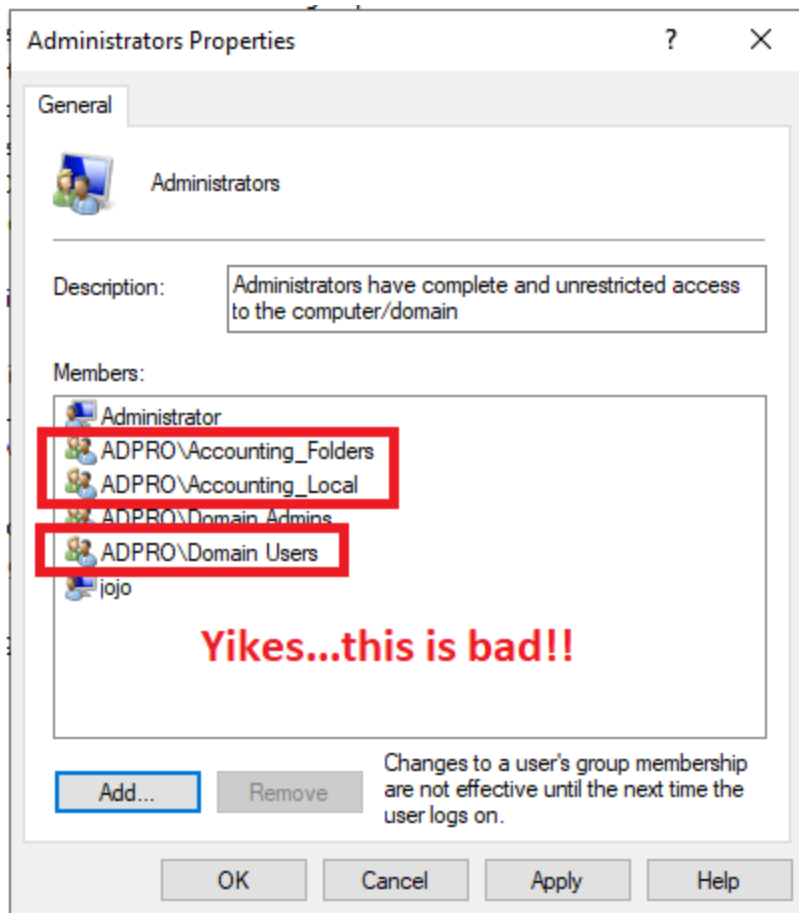 Administrators Properties
?
General
Administrators
Description:
Administrators have complete and unrestricted access
to the computer/domain
Members:
Administrator
ADPRO\Accounting_Folders
ADPRO\Accounting_Local
ADPRO\Domain Admins
ADPRO\Domain Users
jojo
Yikes...this is bad!!
Add...
Remove
Changes to a user's group membership
are not effective until the next time the
user logs on.
OK
Cancel
Apply
Help